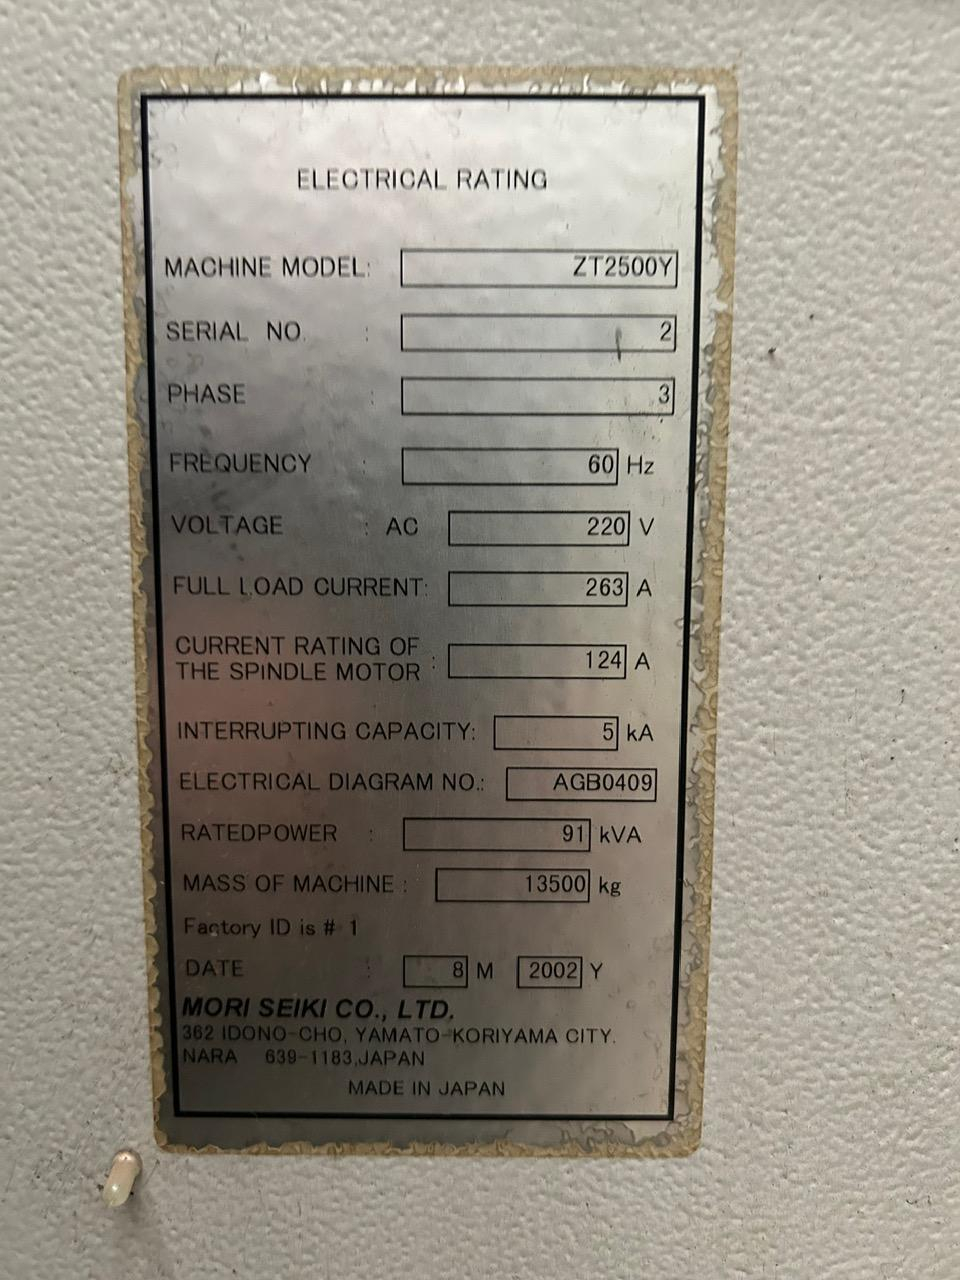 ELECTRICAL RATING
MACHINE MODEL: ZT2500Y
SERIAL NO. : 2
PHASE : 3
FREQUENCY : 60 Hz
VOLTAGE : AC 220 V
FULL LOAD CURRENT: 263 A
CURRENT RATING OF
THE SPINDLE MOTOR : 124 A
INTERRUPTING CAPACITY: 5 kA
ELECTRICAL DIAGRAM NO.: AGB0409
RATEDPOWER : 91 kVA
MASS OF MACHINE : 13500 kg
Factory ID is # 1
DATE : 8 M 2002 Y
MORI SEIKI CO., LTD.
362 IDONO-CHO, YAMATO-KORIYAMA CITY.
NARA 639-1183,JAPAN
MADE IN JAPAN